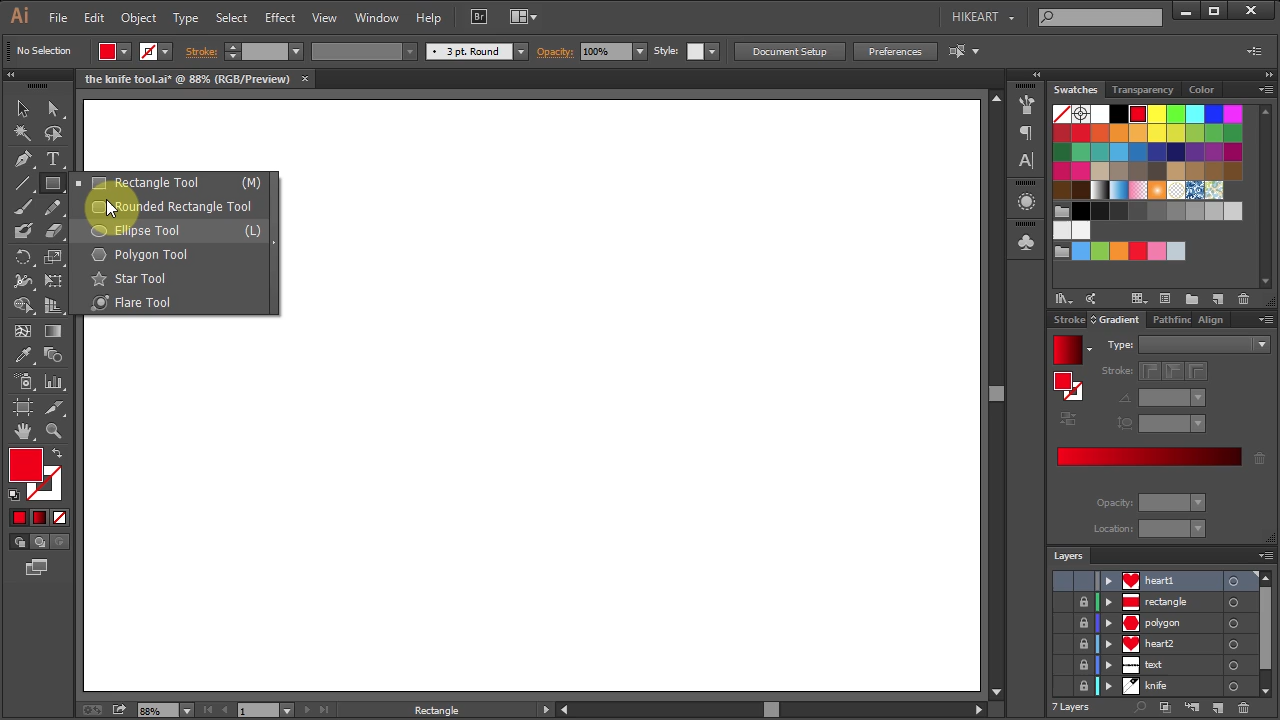 Ai File Edit Object Type Select Effect View Window Help Br HIKEART
No Selection Stroke: 3 pt. Round Opacity: 100% Style: Document Setup Preferences
the knife tool.ai* @ 88% (RGB/Preview) ×
Swatches Transparency Color
Rectangle Tool (M)
Rounded Rectangle Tool
Ellipse Tool (L)
Polygon Tool
Star Tool
Flare Tool
Stroke Gradient Pathfin Align
Type:
Stroke:
Opacity:
Location:
Layers
heart1
rectangle
polygon
heart2
text
knife
7 Layers
88% 1 Rectangle